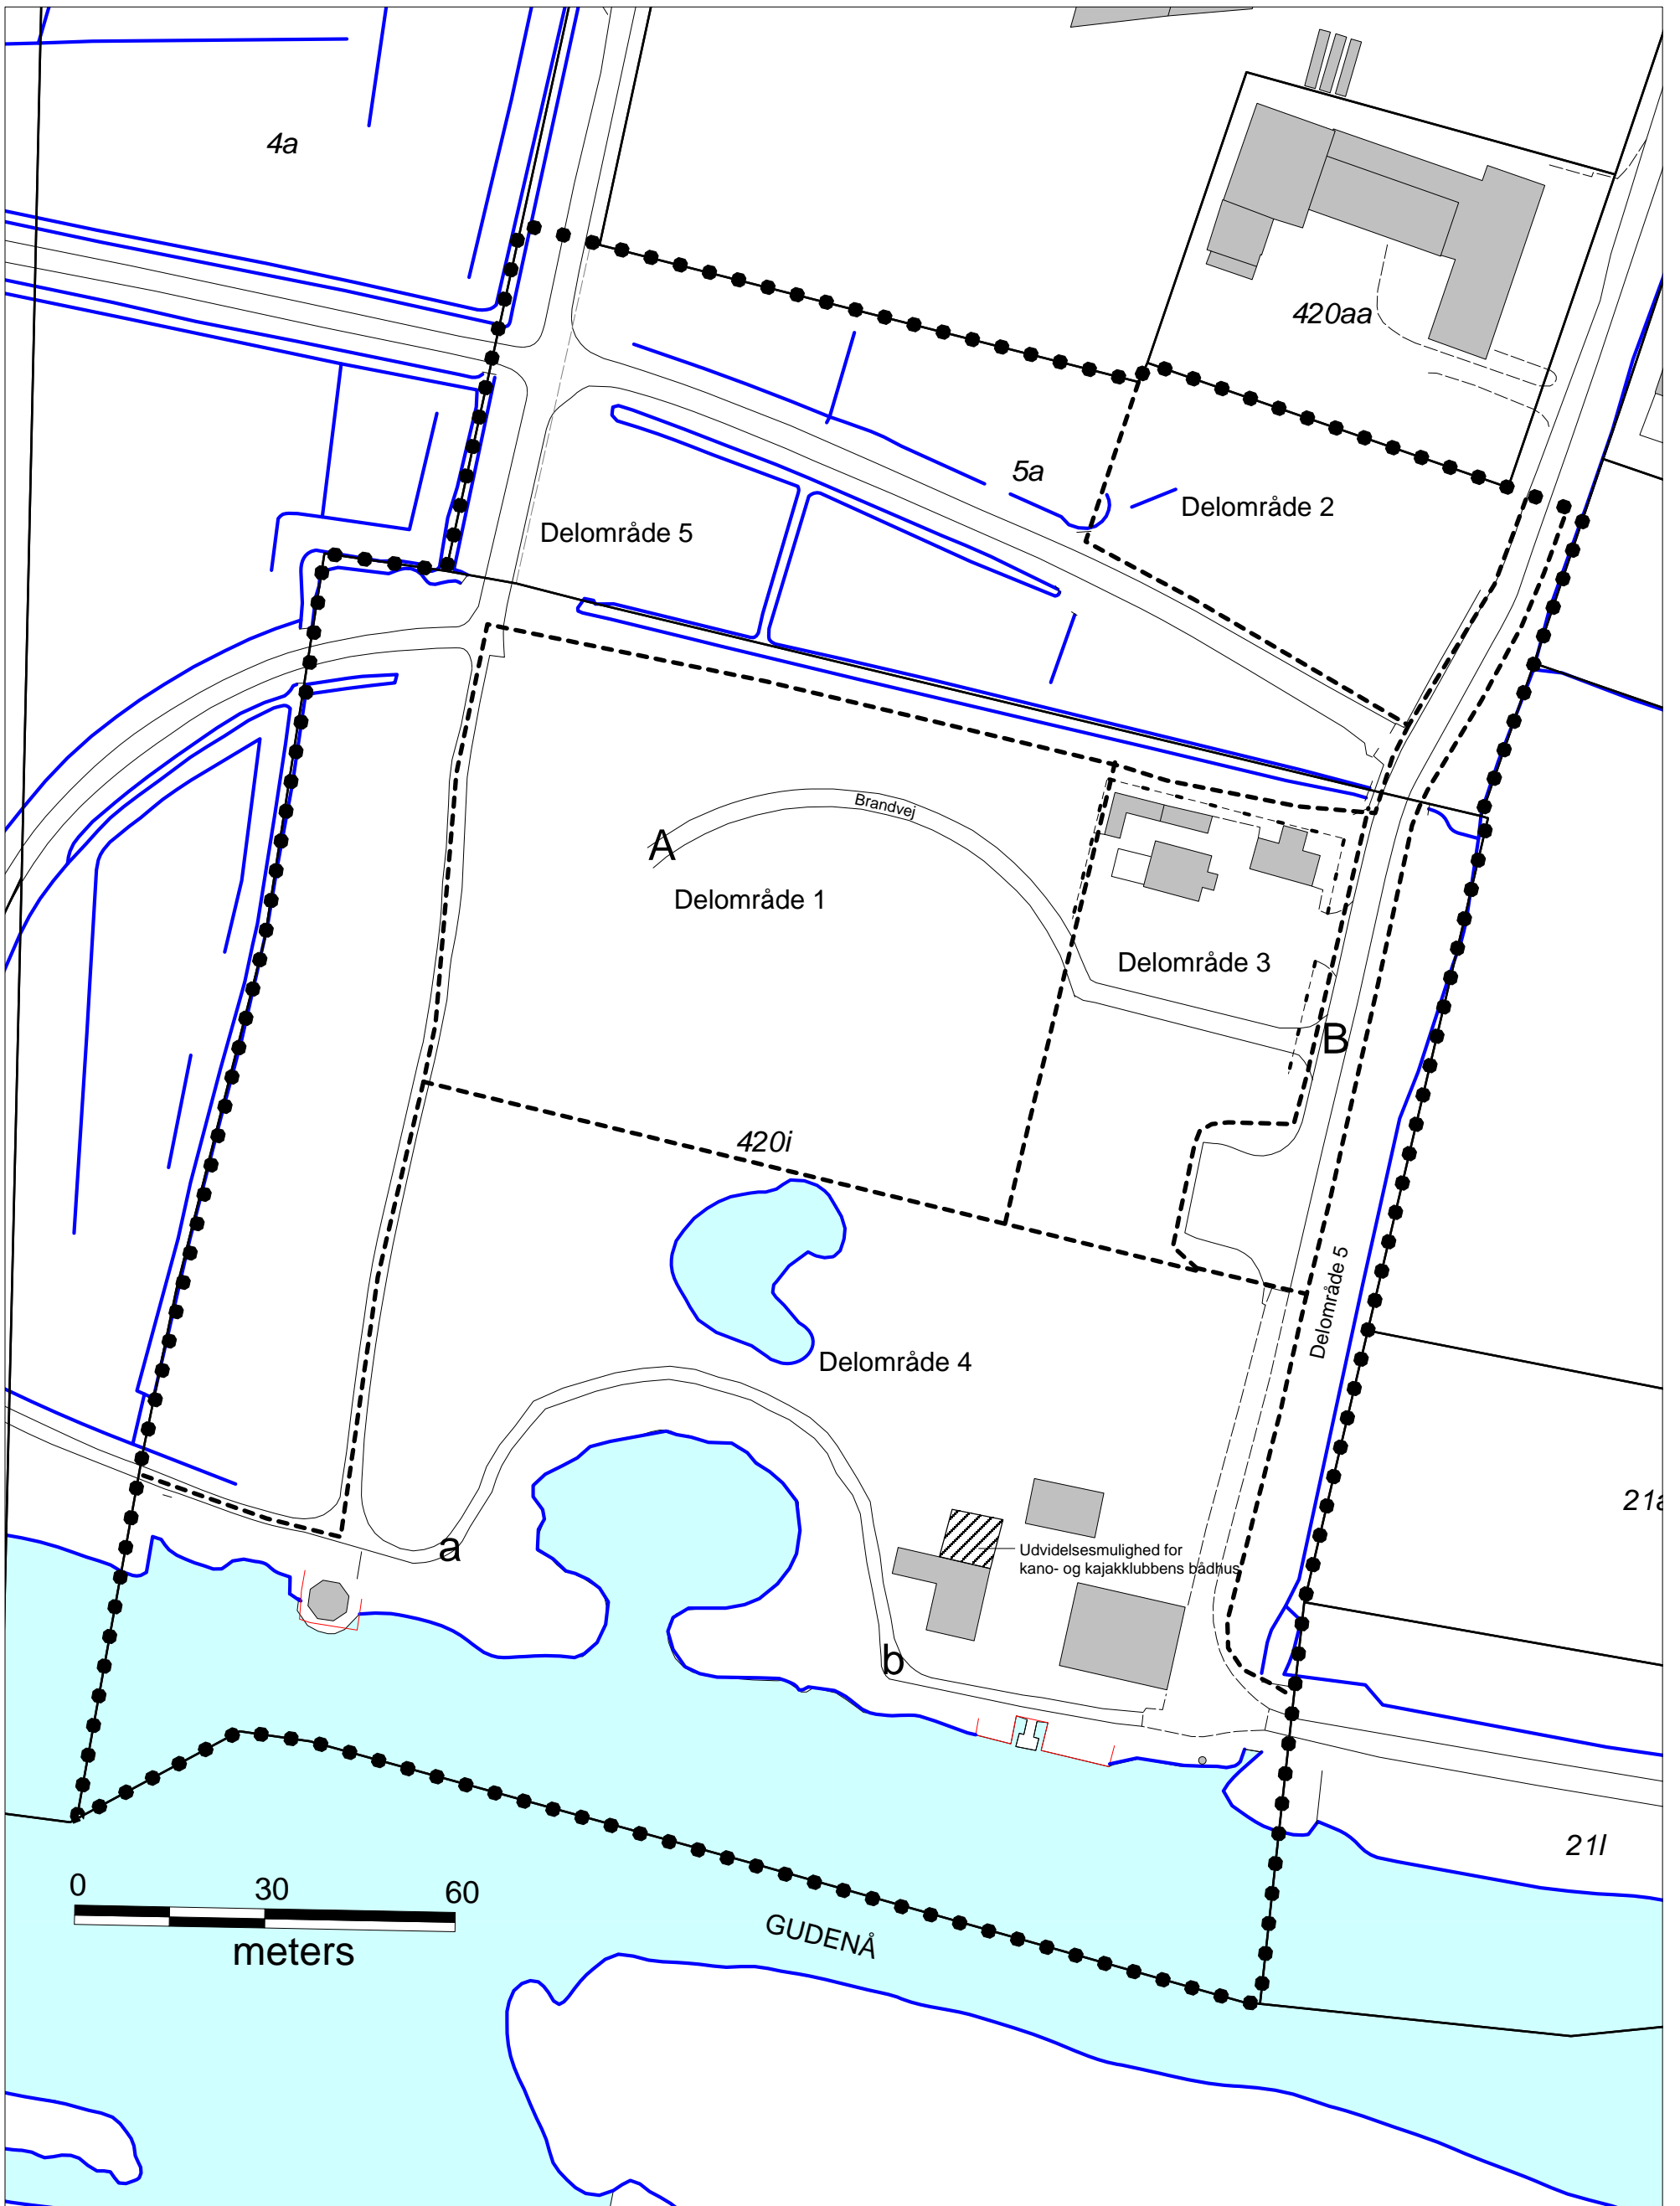 4a
420aa
5a
Delområde 2
Delområde 5
Brandvej
A
Delområde 1
Delområde 3
B
420i
Delområde 5
Delområde 4
21a
Udvidelsesmulighed for
kano- og kajakklubbens bådhus
a
b
21l
0 30 60
meters
GUDENÅ